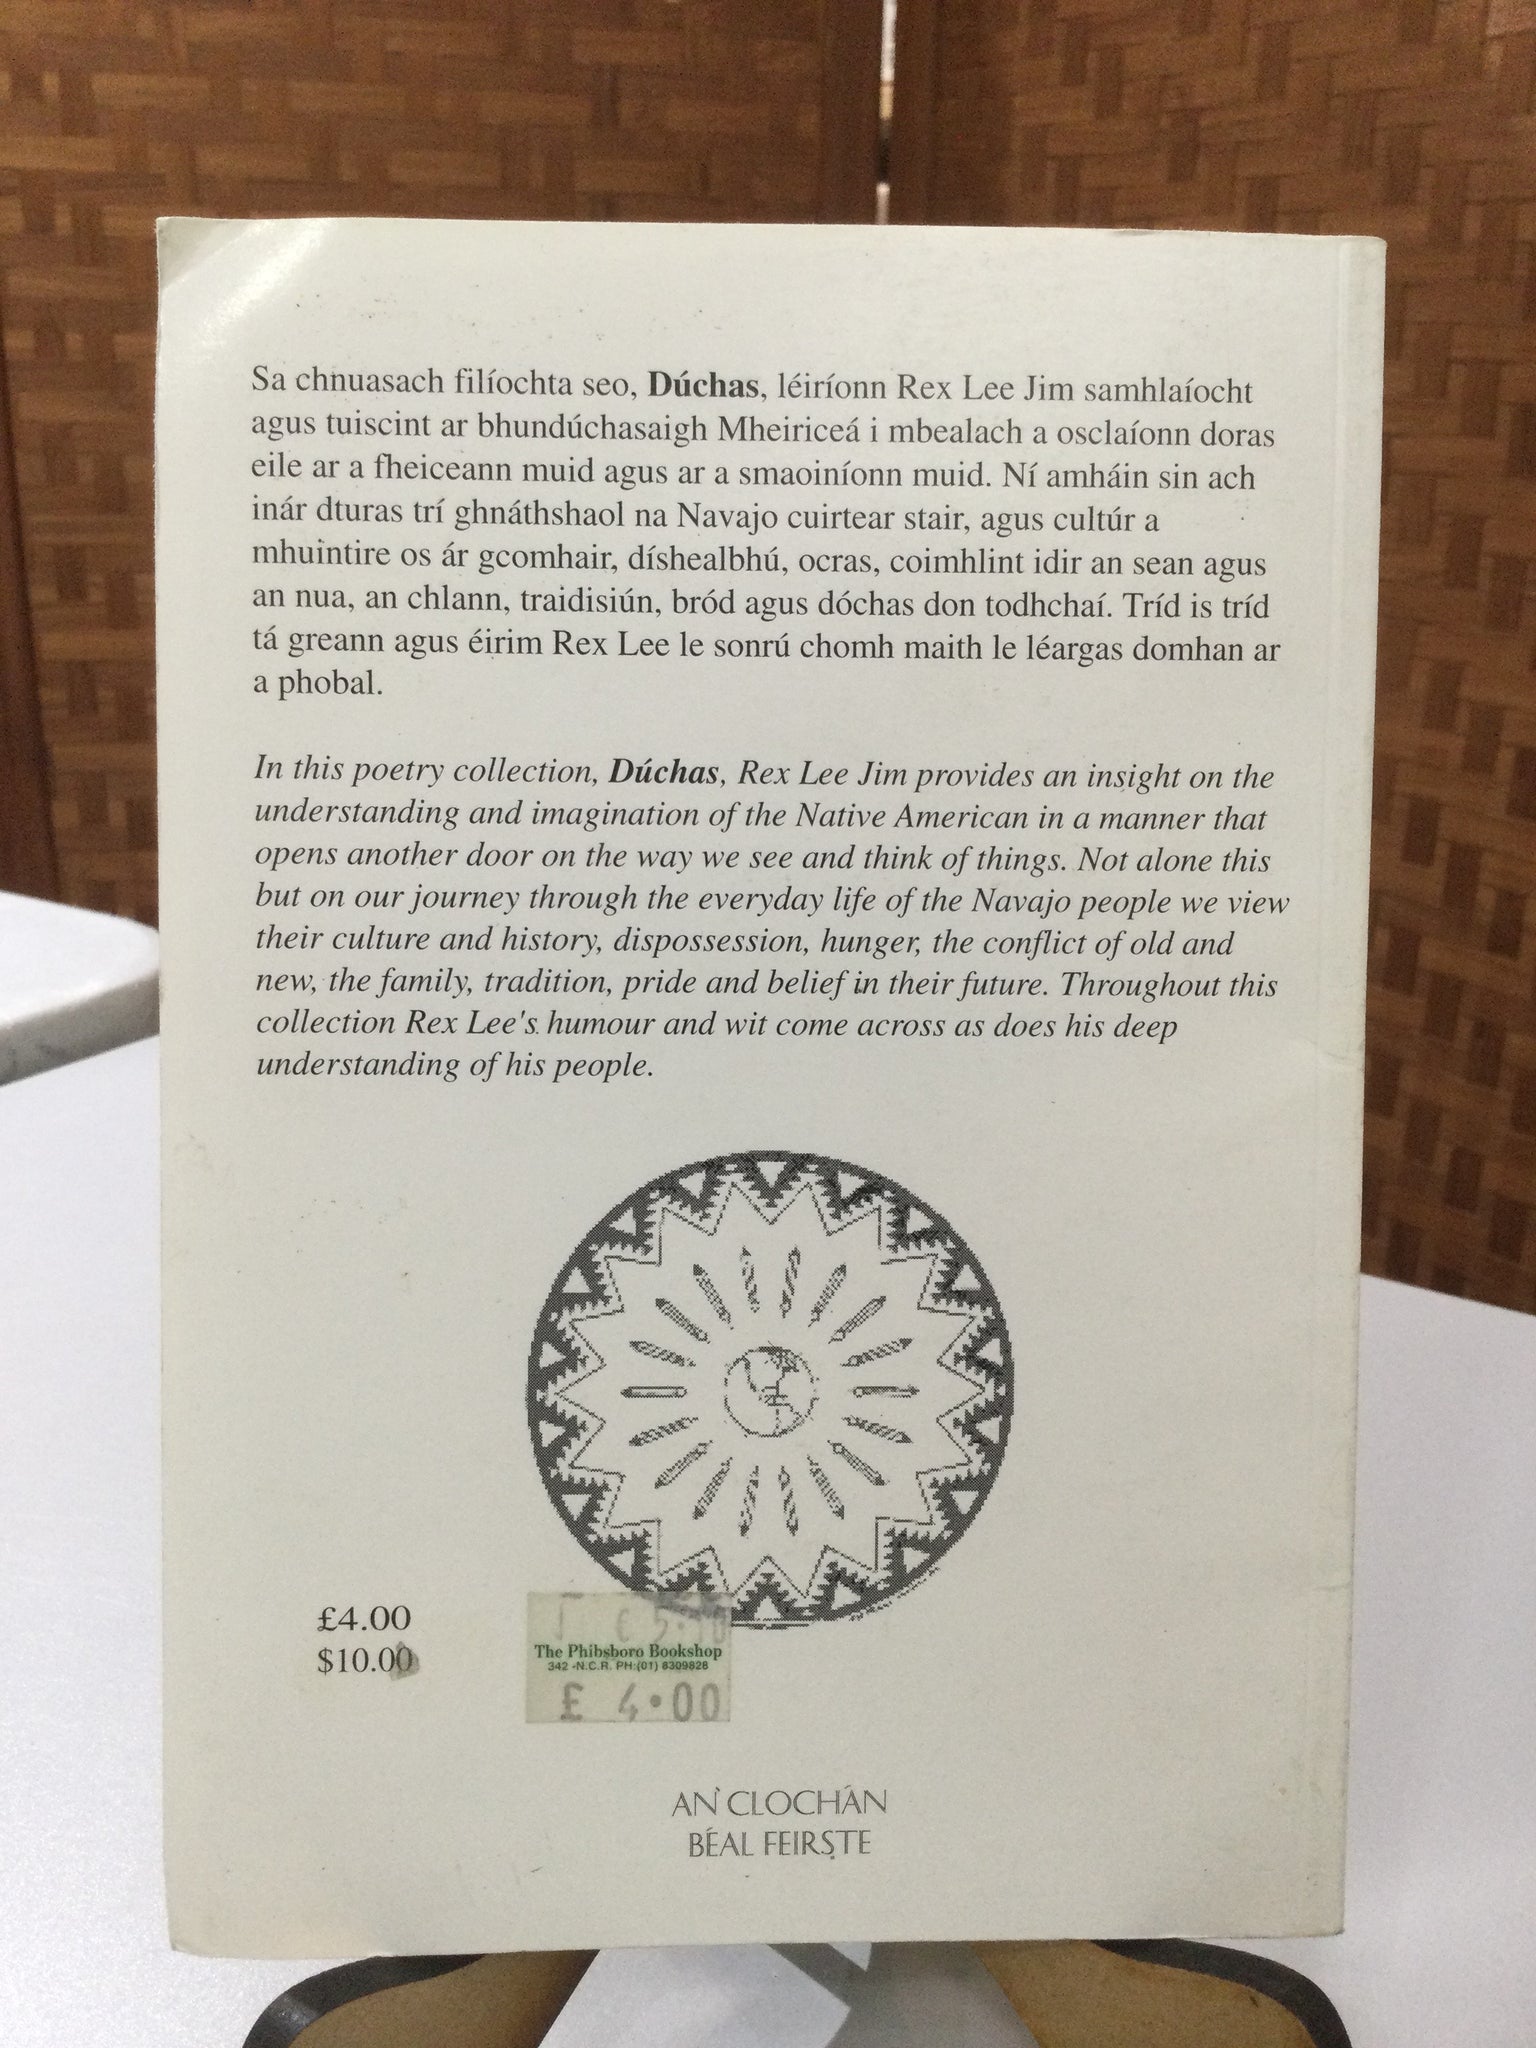 Sa chnuasach filíochta seo, Dúchas, léiríonn Rex Lee Jim samhlaíocht
agus tuiscint ar bhundúchasaigh Mheiriceá i mbealach a osclaíonn doras
eile ar a fheiceann muid agus ar a smaoiníonn muid. Ní amháin sin ach
inár dturas trí ghnáthshaol na Navajo cuirtear stair, agus cultúr a
mhuintire os ár gcomhair, díshealbhú, ocras, coimhlint idir an sean agus
an nua, an chlann, traidisiún, bród agus dóchas don todhchaí. Tríd is tríd
tá greann agus éirim Rex Lee le sonrú chomh maith le léargas domhan ar
a phobal.
In this poetry collection, Dúchas, Rex Lee Jim provides an insight on the
understanding and imagination of the Native American in a manner that
opens another door on the way we see and think of things. Not alone this
but on our journey through the everyday life of the Navajo people we view
their culture and history, dispossession, hunger, the conflict of old and
new, the family, tradition, pride and belief in their future. Throughout this
collection Rex Lee's humour and wit come across as does his deep
understanding of his people.
£4.00
$10.00
The Phibsboro Bookshop
342 -N.C.R. PH:(01) 8309828
£ 4.00
AN CLOCHÁN
BÉAL FEIRSTE